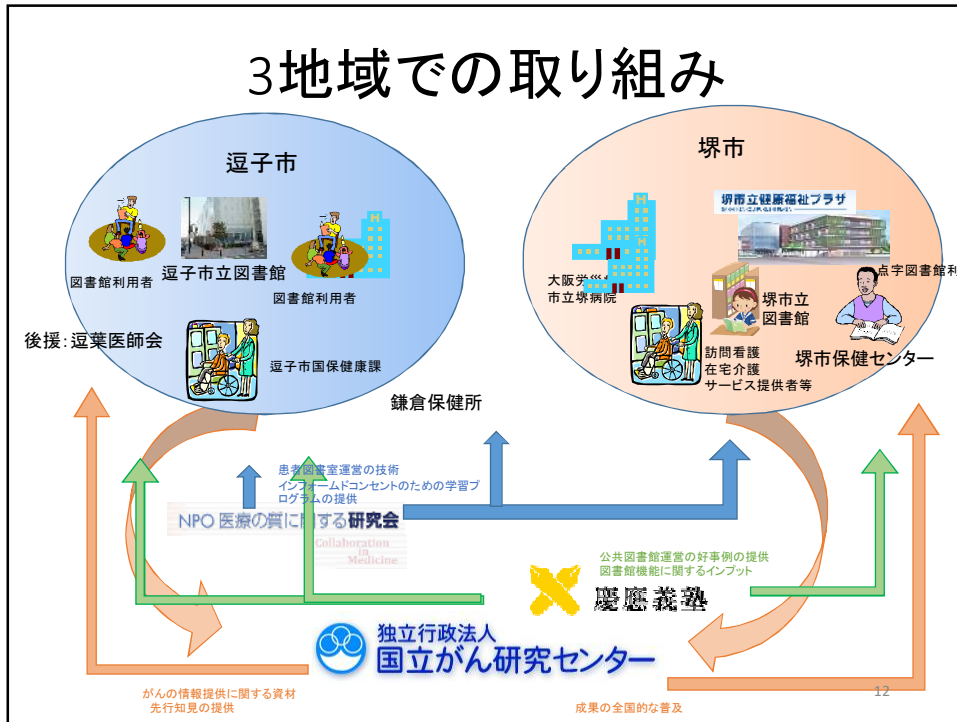 3地域での取り組み
逗子市
図書館利用者
逗子市立図書館
図書館利用者
後援:逗葉医師会
逗子市国保健康課
鎌倉保健所
堺市
堺市立健康福祉プラザ
大阪労災
市立堺病院
堺市立
図書館
点字図書館利
訪問看護
在宅介護
サービス提供者等
堺市保健センター
患者図書室運営の技術
インフォームドコンセントのための学習プ
ログラムの提供
NPO 医療の質に関する研究会
Collaboration
in
Medicine
公共図書館運営の好事例の提供
図書館機能に関するインプット
慶應義塾
独立行政法人
国立がん研究センター
がんの情報提供に関する資材
先行知見の提供
成果の全国的な普及
12